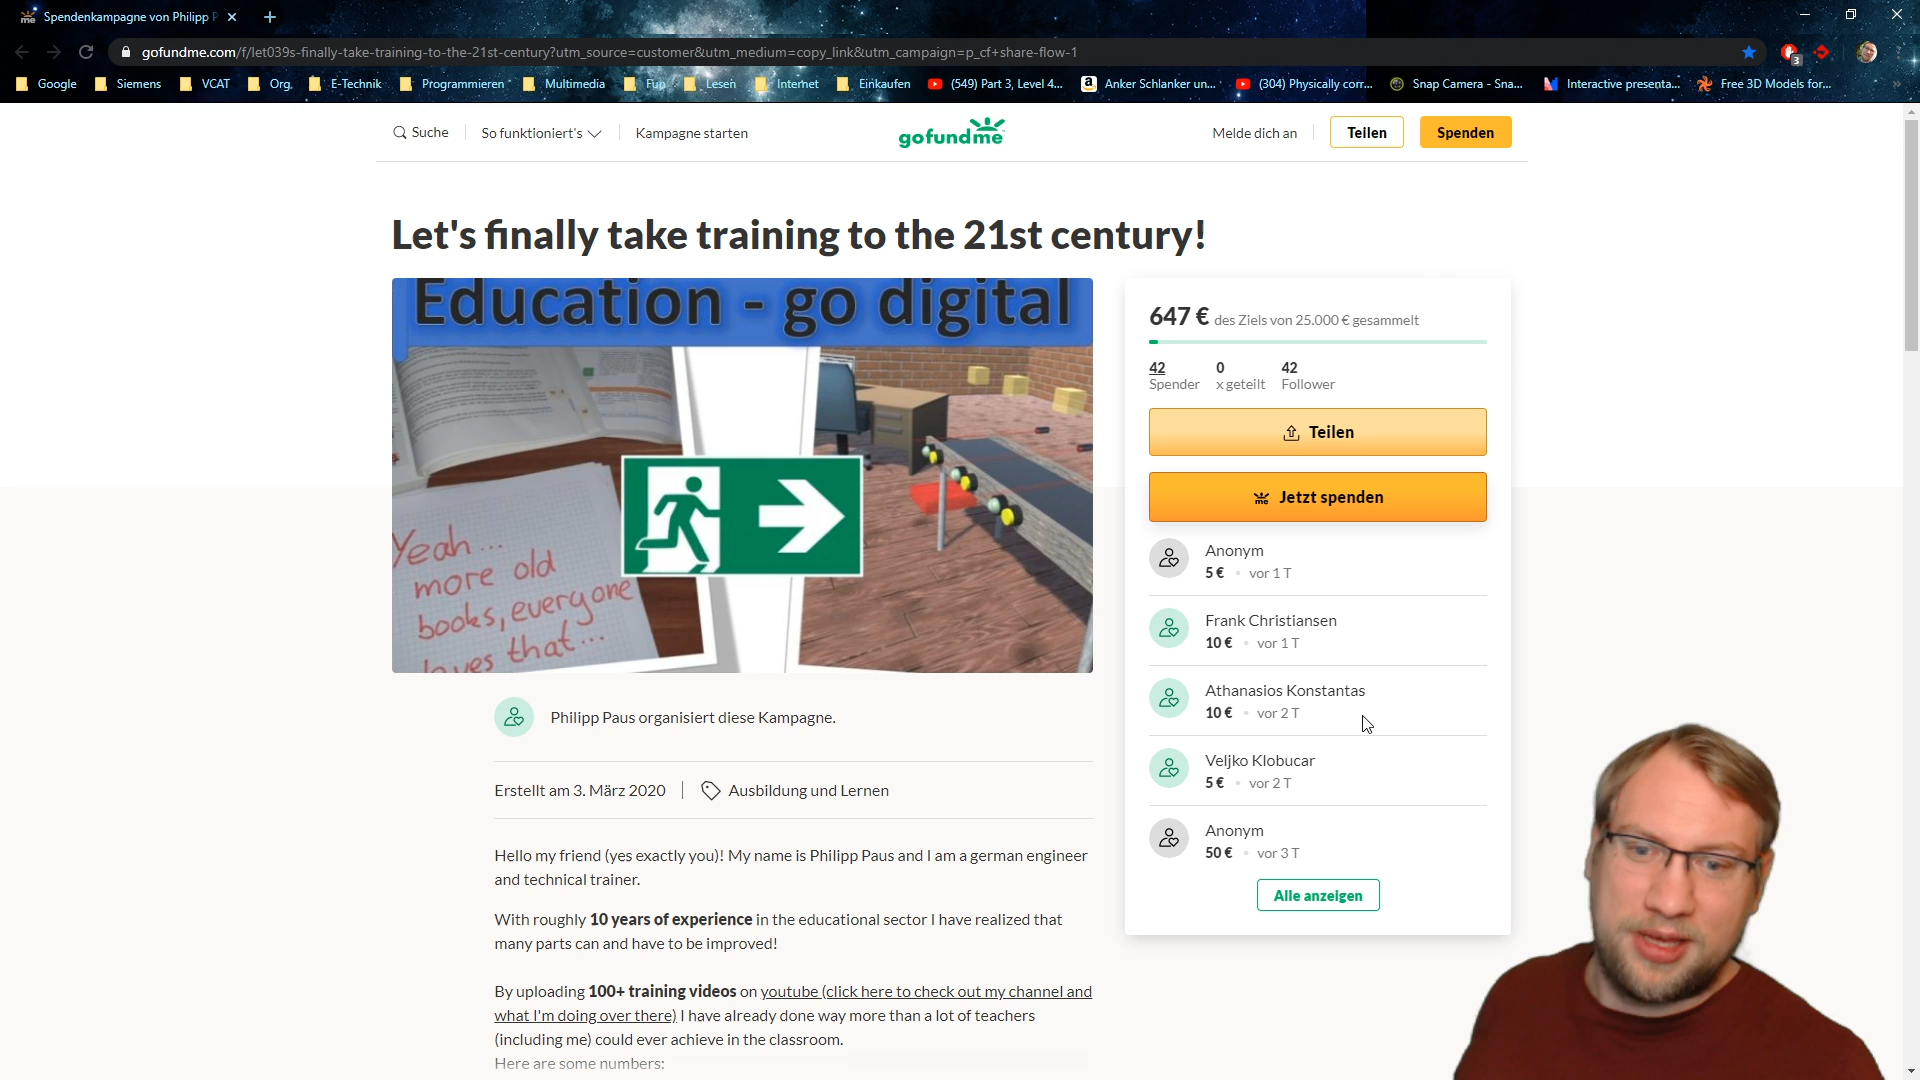 Spendenkampagne von Philipp P
gofundme.com/f/let039s-finally-take-training-to-the-21st-century?utm_source=customer&utm_medium=copy_link&utm_campaign=p_cf+share-flow-1
3
Google Siemens VCAT Org. E-Technik Programmieren Multimedia Fun Lesen Internet Einkaufen (549) Part 3, Level 4... Anker Schlanker un... (304) Physically corr... Snap Camera - Sna... Interactive presenta... Free 3D Models for...
Suche So funktioniert's Kampagne starten gofundme Melde dich an Teilen Spenden
Let's finally take training to the 21st century!
Education - go digital
Yeah...
more old
books, everyone
loves that...
647 € des Ziels von 25.000 € gesammelt
42 0 42
Spender x geteilt Follower
Teilen
me Jetzt spenden
Anonym
5 € • vor 1 T
Frank Christiansen
10 € • vor 1 T
Athanasios Konstantas
10 € • vor 2 T
Veljko Klobucar
5 € • vor 2 T
Anonym
50 € • vor 3 T
Alle anzeigen
Philipp Paus organisiert diese Kampagne.
Erstellt am 3. März 2020 Ausbildung und Lernen
Hello my friend (yes exactly you)! My name is Philipp Paus and I am a german engineer
and technical trainer.
With roughly 10 years of experience in the educational sector I have realized that
many parts can and have to be improved!
By uploading 100+ training videos on youtube (click here to check out my channel and
what I'm doing over there) I have already done way more than a lot of teachers
(including me) could ever achieve in the classroom.
Here are some numbers: